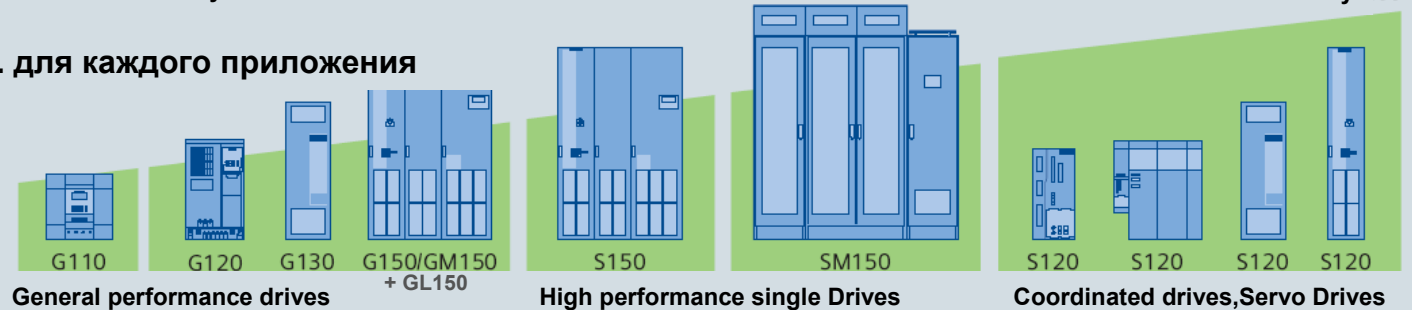 . для каждого приложения
G110 G120 G130 G150/GM150 S150 SM150 S120 S120 S120 S120
+ GL150
General performance drives High performance single Drives Coordinated drives,Servo Drives